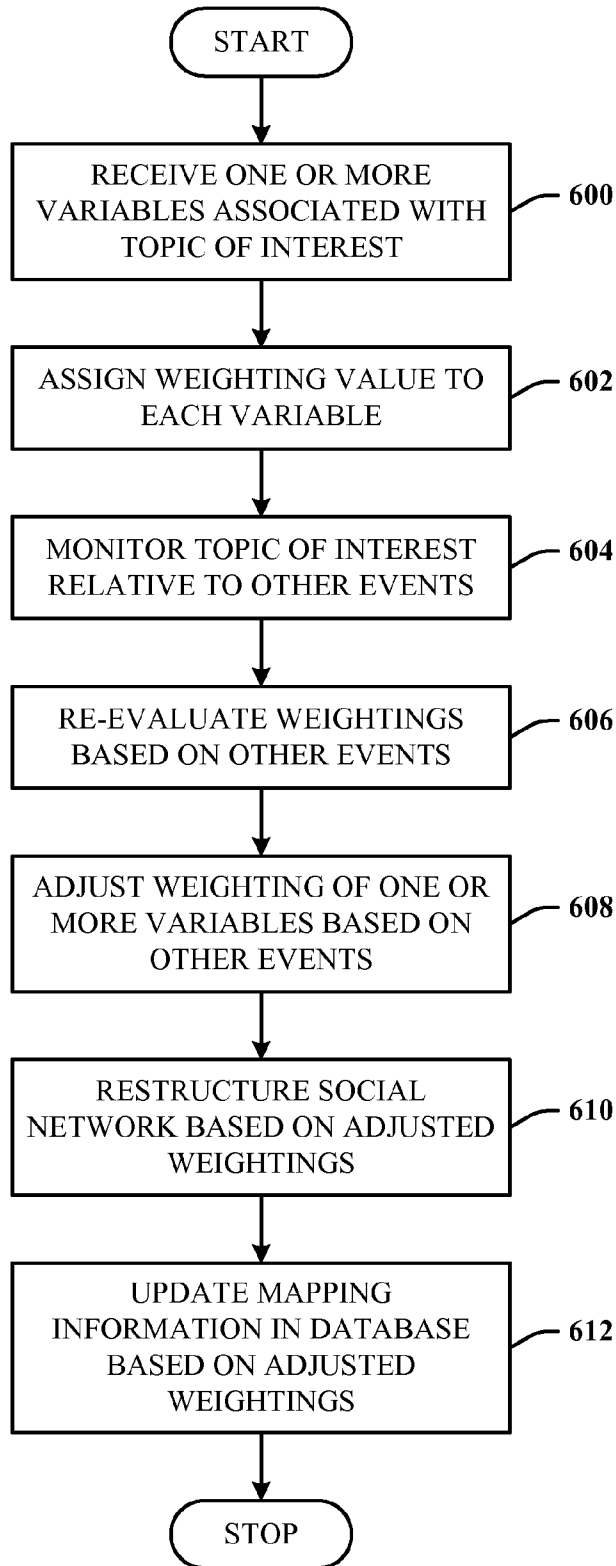 START
RECEIVE ONE OR MORE
VARIABLES ASSOCIATED WITH
TOPIC OF INTEREST
600
ASSIGN WEIGHTING VALUE TO
EACH VARIABLE
602
MONITOR TOPIC OF INTEREST
RELATIVE TO OTHER EVENTS
604
RE-EVALUATE WEIGHTINGS
BASED ON OTHER EVENTS
606
ADJUST WEIGHTING OF ONE OR
MORE VARIABLES BASED ON
OTHER EVENTS
608
RESTRUCTURE SOCIAL
NETWORK BASED ON ADJUSTED
WEIGHTINGS
610
UPDATE MAPPING
INFORMATION IN DATABASE
BASED ON ADJUSTED
WEIGHTINGS
612
STOP